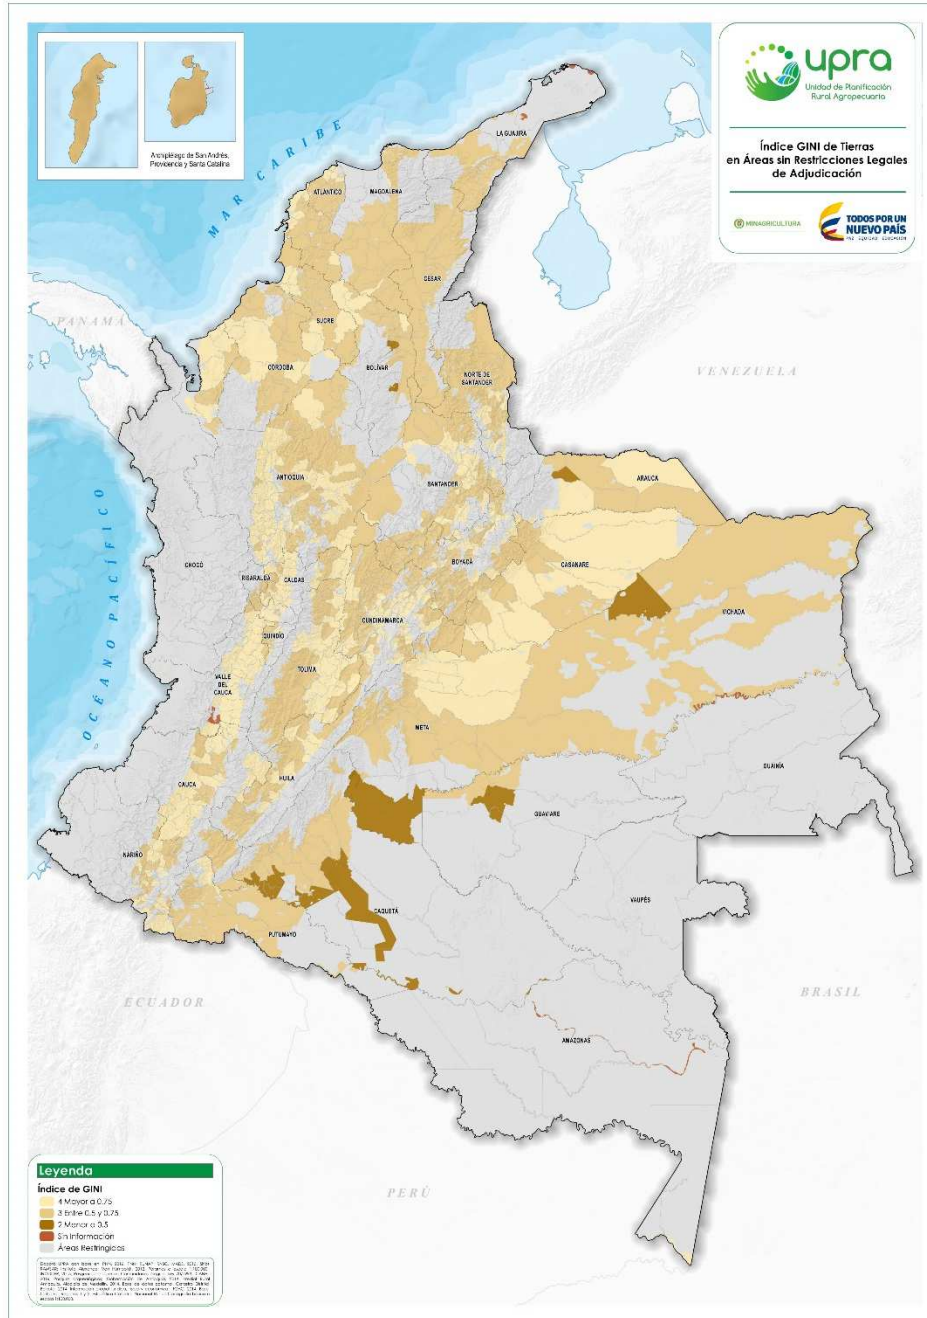 upra
Unidad de Planificación
Rural Agropecuaria
Índice GINI de Tierras
en Áreas sin Restricciones Legales
de Adjudicación
MINAGRICULTURA
TODOS POR UN
NUEVO PAÍS
PAZ EQUIDAD EDUCACIÓN
Archipiélago de San Andrés,
Providencia y Santa Catalina
MAR CARIBE
LA GUAJIRA
ATLÁNTICO
MAGDALENA
CESAR
PANAMÁ
SUCRE
CÓRDOBA
BOLÍVAR
NORTE DE
SANTANDER
VENEZUELA
ANTIOQUIA
SANTANDER
ARAUCA
OCÉANO PACÍFICO
CHOCÓ
RISARALDA
CALDAS
BOYACÁ
CASANARE
VICHADA
CUNDINAMARCA
QUINDÍO
TOLIMA
VALLE
DEL
CAUCA
META
GUAINÍA
CAUCA
HUILA
GUAVIARE
NARIÑO
CAQUETÁ
VAUPÉS
PUTUMAYO
ECUADOR
BRASIL
AMAZONAS
PERÚ
Leyenda
Índice de GINI
4 Mayor a 0.75
3 Entre 0.5 y 0.75
2 Menor a 0.5
Sin Información
Áreas Restringidas